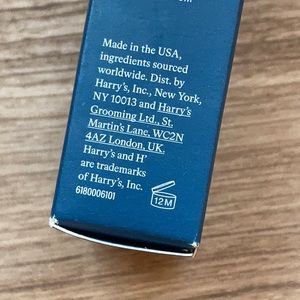 Made in the USA,
ingredients sourced
worldwide. Dist. by
Harry's, Inc., New York,
NY 10013 and Harry's
Grooming Ltd., St.
Martin's Lane, WC2N
4AZ London, UK.
Harry's and H'
are trademarks
of Harry's, Inc.
6180006101
12 M